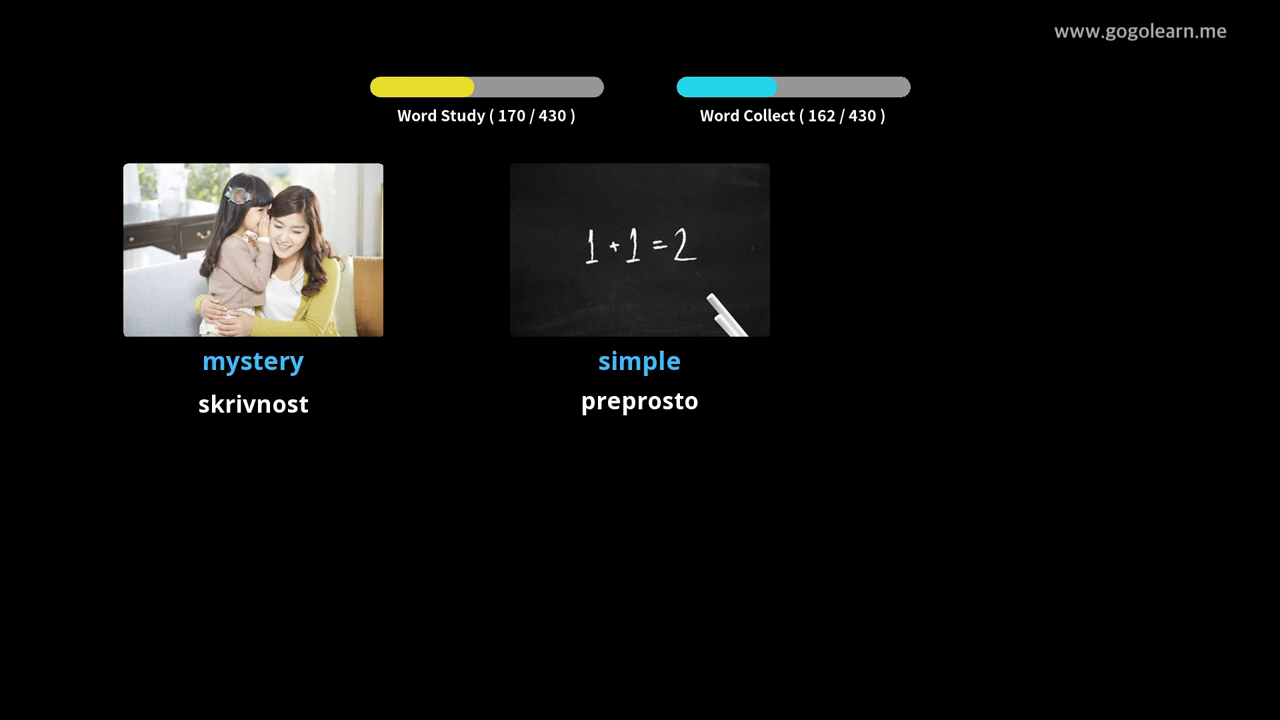 www.gogolearn.me
Word Study ( 170 / 430 )
Word Collect ( 162 / 430 )
1 + 1 = 2
mystery
simple
skrivnost
preprosto